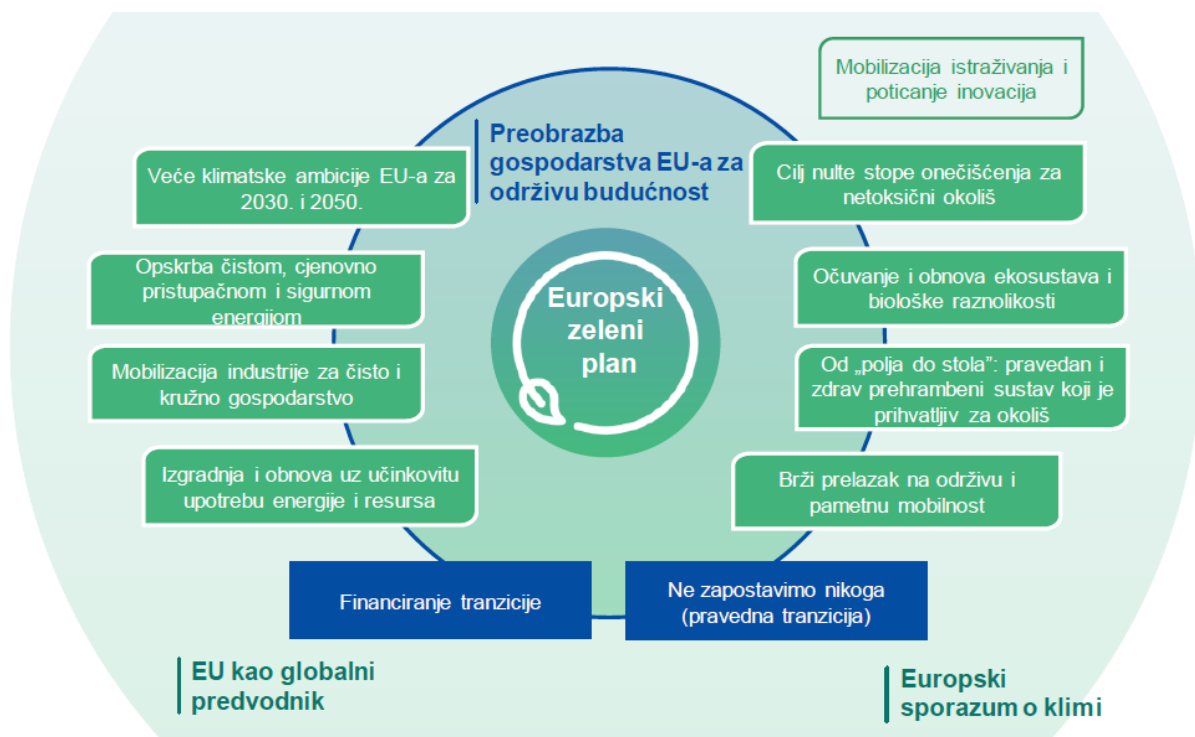 Mobilizacija istraživanja i
poticanje inovacija
Preobrazba
gospodarstva EU-a za
održivu budućnost
Veće klimatske ambicije EU-a za
2030. i 2050.
Cilj nulte stope onečišćenja za
netoksični okoliš
Opskrba čistom, cjenovno
pristupačnom i sigurnom
energijom
Očuvanje i obnova ekosustava i
biološke raznolikosti
Europski
zeleni
plan
Mobilizacija industrije za čisto i
kružno gospodarstvo
Od „polja do stola”: pravedan i
zdrav prehrambeni sustav koji je
prihvatljiv za okoliš
Izgradnja i obnova uz učinkovitu
upotrebu energije i resursa
Brži prelazak na održivu i
pametnu mobilnost
Financiranje tranzicije
Ne zapostavimo nikoga
(pravedna tranzicija)
EU kao globalni
predvodnik
Europski
sporazum o klimi